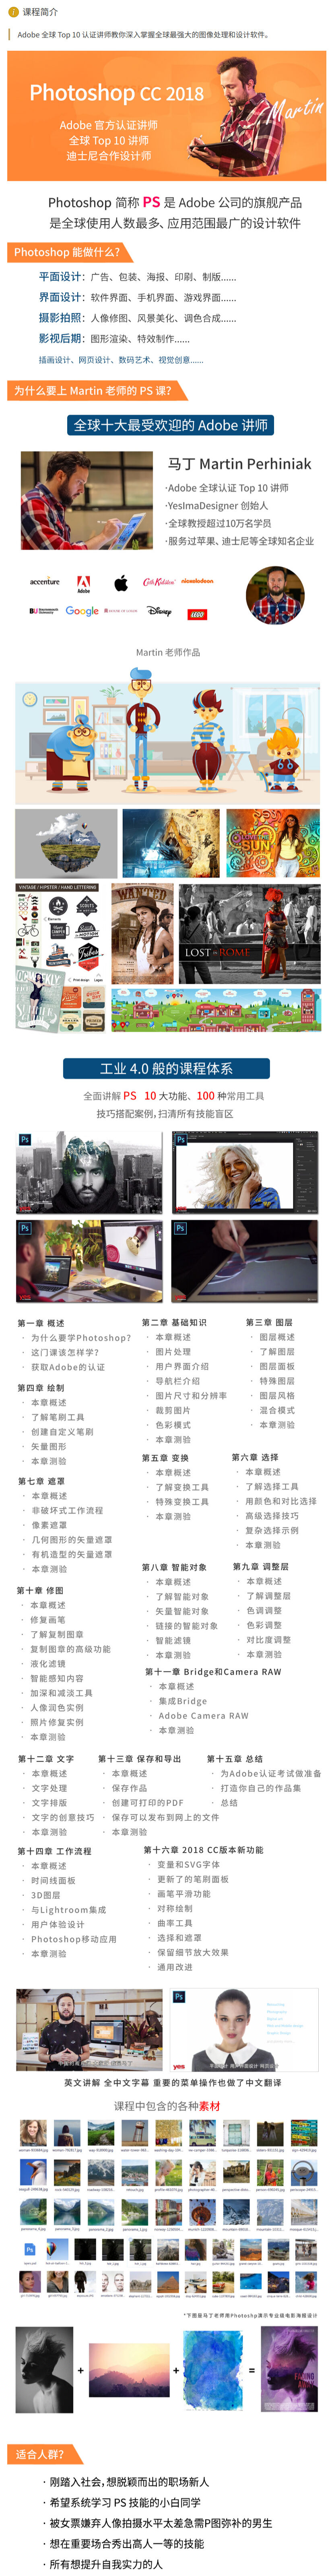 课程简介
Adobe 全球 Top 10 认证讲师教你深入掌握全球最强大的图像处理和设计软件。
Photoshop CC 2018
Martin
Adobe 官方认证讲师
全球 Top 10 讲师
迪士尼合作设计师
Photoshop 简称 PS 是 Adobe 公司的旗舰产品
是全球使用人数最多、应用范围最广的设计软件
Photoshop 能做什么？
平面设计：广告、包装、海报、印刷、制版......
界面设计：软件界面、手机界面、游戏界面......
摄影拍照：人像修图、风景美化、调色合成......
影视后期：图形渲染、特效制作......
插画设计、网页设计、数码艺术、视觉创意......
为什么要上 Martin 老师的 PS 课？
全球十大最受欢迎的 Adobe 讲师
马丁 Martin Perhiniak
·Adobe 全球认证 Top 10 讲师
·YesImaDesigner 创始人
·全球教授超过10万名学员
·服务过苹果、迪士尼等全球知名企业
accenture
Adobe
Cath Kidston
nickelodeon
BU
Google
HOUSE OF FRASER
Disney
LEGO
Martin 老师作品
SUN
VINTAGE / HIPSTER / HAND LETTERING
WANTED
LOST in ROME
工业 4.0 般的课程体系
全面讲解 PS 10 大功能、100 种常用工具
技巧搭配案例，扫清所有技能盲区
Ps
Ps
Ps
Ps
第一章 概述
· 为什么要学Photoshop?
· 这门课该怎样学?
· 获取Adobe的认证
第二章 基础知识
· 本章概述
· 图片处理
· 用户界面介绍
· 导航栏介绍
· 图片尺寸和分辨率
· 裁剪图片
· 色彩模式
· 本章测验
第三章 图层
· 图层概述
· 了解图层
· 图层面板
· 特殊图层
· 图层风格
· 混合模式
· 本章测验
第四章 绘制
· 本章概述
· 了解笔刷工具
· 创建自定义笔刷
· 矢量图形
· 本章测验
第五章 变换
· 本章概述
· 了解变换工具
· 特殊变换工具
· 本章测验
第六章 选择
· 本章概述
· 了解选择工具
· 用颜色和对比选择
· 高级选择技巧
· 复杂选择示例
· 本章测验
第七章 遮罩
· 本章概述
· 非破坏式工作流程
· 像素遮罩
· 几何图形的矢量遮罩
· 有机造型的矢量遮罩
· 本章测验
第八章 智能对象
· 本章概述
· 了解智能对象
· 矢量智能对象
· 链接的智能对象
· 智能滤镜
· 本章测验
第九章 调整层
· 本章概述
· 了解调整层
· 色调调整
· 色彩调整
· 对比度调整
· 本章测验
第十章 修图
· 本章概述
· 修复画笔
· 了解复制图章
· 复制图章的高级功能
· 液化滤镜
· 智能感知内容
· 加深和减淡工具
· 人像润色实例
· 照片修复实例
· 本章测验
第十一章 Bridge和Camera RAW
· 本章概述
· 集成Bridge
· Adobe Camera RAW
· 本章测验
第十二章 文字
· 本章概述
· 文字处理
· 文字排版
· 文字的创意技巧
· 本章测验
第十三章 保存和导出
· 本章概述
· 保存作品
· 创建可打印的PDF
· 保存可以发布到网上的文件
· 本章测验
第十五章 总结
· 为Adobe认证考试做准备
· 打造你自己的作品集
· 总结
第十四章 工作流程
· 本章概述
· 时间线面板
· 3D图层
· 与Lightroom集成
· 用户体验设计
· Photoshop移动应用
· 本章测验
第十六章 2018 CC版本新功能
· 变量和SVG字体
· 更新了的笔刷面板
· 画笔平滑功能
· 对称绘制
· 曲率工具
· 选择和遮罩
· 保留细节放大效果
· 通用改进
Ps
yes
英文讲解 全中文字幕 重要的菜单操作也做了中文翻译
课程中包含的各种素材
*下图是马丁老师用Photoshp演示专业级电影海报设计
+
+
=
适合人群?
· 刚踏入社会，想脱颖而出的职场新人
· 希望系统学习 PS 技能的小白同学
· 被女票嫌弃人像拍摄水平太差急需P图弥补的男生
· 想在重要场合秀出高人一等的技能
· 所有想提升自我实力的人